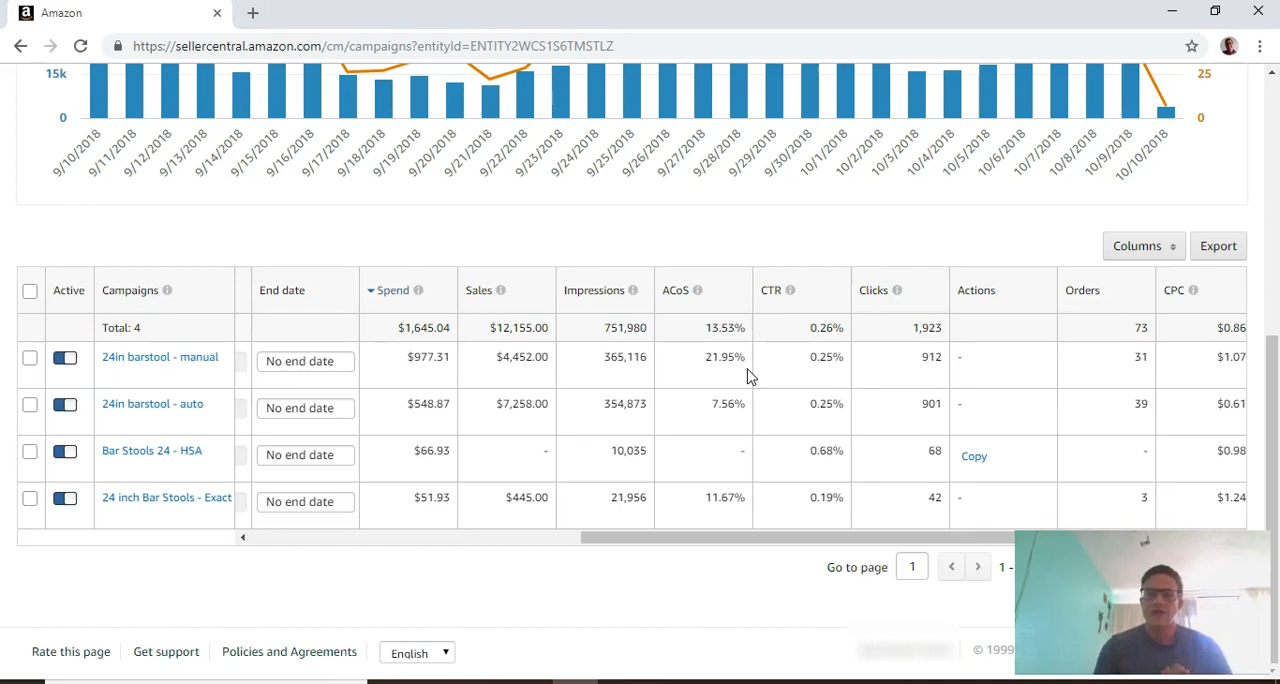 Amazon
https://sellercentral.amazon.com/cm/campaigns?entityId=ENTITY2WCS1S6TMSTLZ
15k 25
0 0
9/10/2018 9/11/2018 9/12/2018 9/13/2018 9/14/2018 9/15/2018 9/16/2018 9/17/2018 9/18/2018 9/19/2018 9/20/2018 9/21/2018 9/22/2018 9/23/2018 9/24/2018 9/25/2018 9/26/2018 9/27/2018 9/28/2018 9/29/2018 9/30/2018 10/1/2018 10/2/2018 10/3/2018 10/4/2018 10/5/2018 10/6/2018 10/7/2018 10/8/2018 10/9/2018 10/10/2018
Columns Export
Active Campaigns End date Spend Sales Impressions ACoS CTR Clicks Actions Orders CPC
Total: 4 $1,645.04 $12,155.00 751,980 13.53% 0.26% 1,923 73 $0.86
24in barstool - manual No end date $977.31 $4,452.00 365,116 21.95% 0.25% 912 - 31 $1.07
24in barstool - auto No end date $548.87 $7,258.00 354,873 7.56% 0.25% 901 - 39 $0.61
Bar Stools 24 - HSA No end date $66.93 - 10,035 - 0.68% 68 Copy - $0.98
24 inch Bar Stools - Exact No end date $51.93 $445.00 21,956 11.67% 0.19% 42 - 3 $1.24
Go to page 1 1 -
Rate this page Get support Policies and Agreements English © 1999